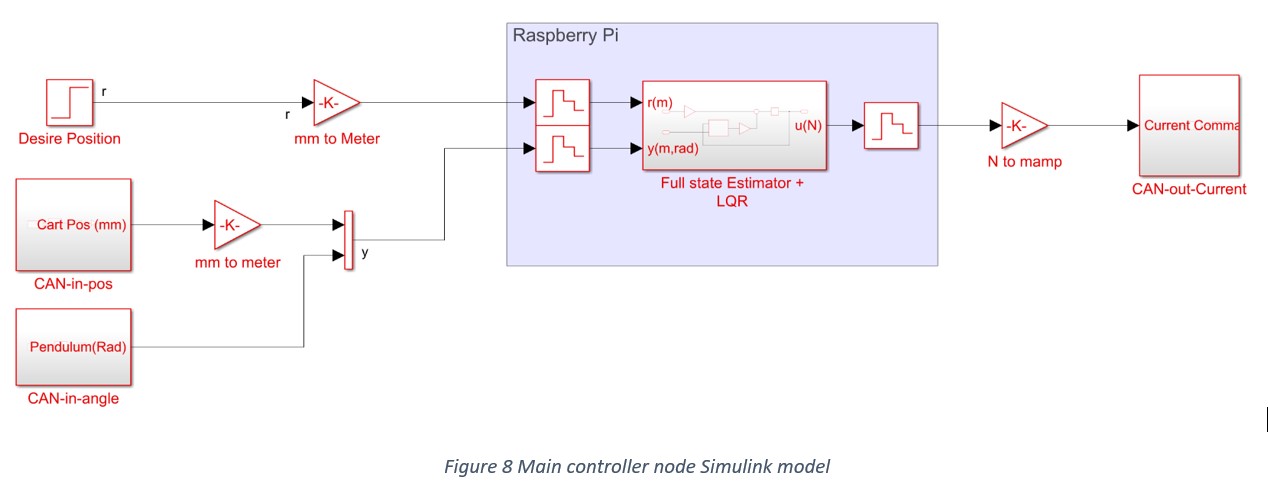 Raspberry Pi
r
r
-K-
Desire Position
mm to Meter
r(m)
y(m,rad)
u(N)
Full state Estimator +
LQR
-K-
N to mamp
Current Comma
CAN-out-Current
Cart Pos (mm)
CAN-in-pos
-K-
mm to meter
y
Pendulum(Rad)
CAN-in-angle
Figure 8 Main controller node Simulink model